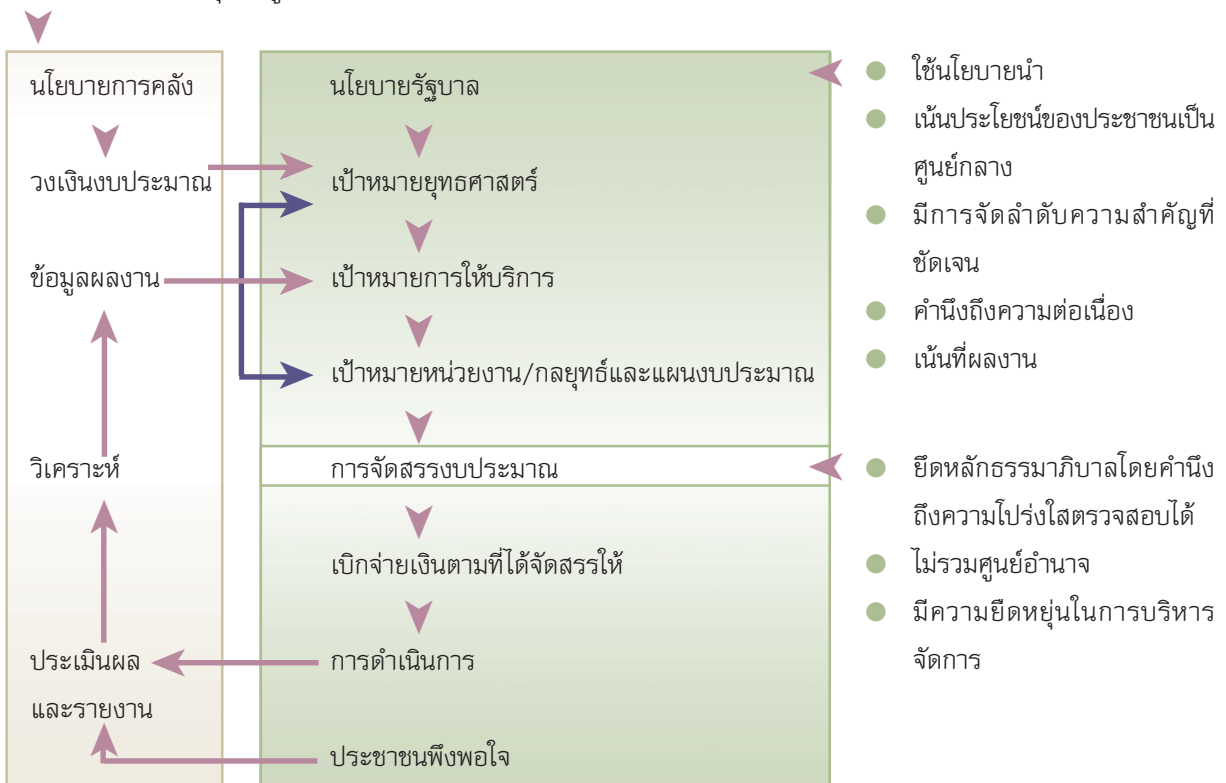 นโยบายการคลัง
วงเงินงบประมาณ
ข้อมูลผลงาน
วิเคราะห์
ประเมินผล
และรายงาน
นโยบายรัฐบาล
เป้าหมายยุทธศาสตร์
เป้าหมายการให้บริการ
เป้าหมายหน่วยงาน/กลยุทธ์และแผนงบประมาณ
การจัดสรรงบประมาณ
เบิกจ่ายเงินตามที่ได้จัดสรรให้
การดำเนินการ
ประชาชนพึงพอใจ
ใช้นโยบายนำ
เน้นประโยชน์ของประชาชนเป็น
ศูนย์กลาง
มีการจัดลำดับความสำคัญที่
ชัดเจน
คำนึงถึงความต่อเนื่อง
เน้นที่ผลงาน
ยึดหลักธรรมาภิบาลโดยคำนึง
ถึงความโปร่งใสตรวจสอบได้
ไม่รวมศูนย์อำนาจ
มีความยืดหยุ่นในการบริหาร
จัดการ